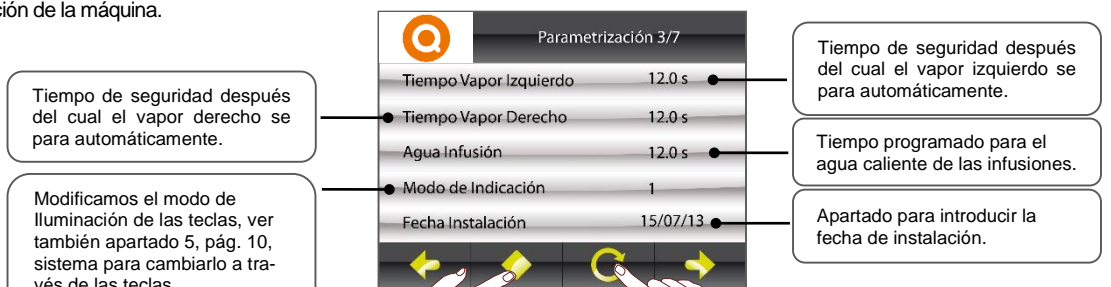 ción de la máquina.
Parametrización 3/7
Tiempo Vapor Izquierdo 12.0 s
Tiempo Vapor Derecho 12.0 s
Agua Infusión 12.0 s
Modo de Indicación 1
Fecha Instalación 15/07/13
Tiempo de seguridad después
del cual el vapor derecho se
para automáticamente.
Modificamos el modo de
Iluminación de las teclas, ver
también apartado 5, pág. 10,
sistema para cambiarlo a tra-
vés de las teclas
Tiempo de seguridad después
del cual el vapor izquierdo se
para automáticamente.
Tiempo programado para el
agua caliente de las infusiones.
Apartado para introducir la
fecha de instalación.